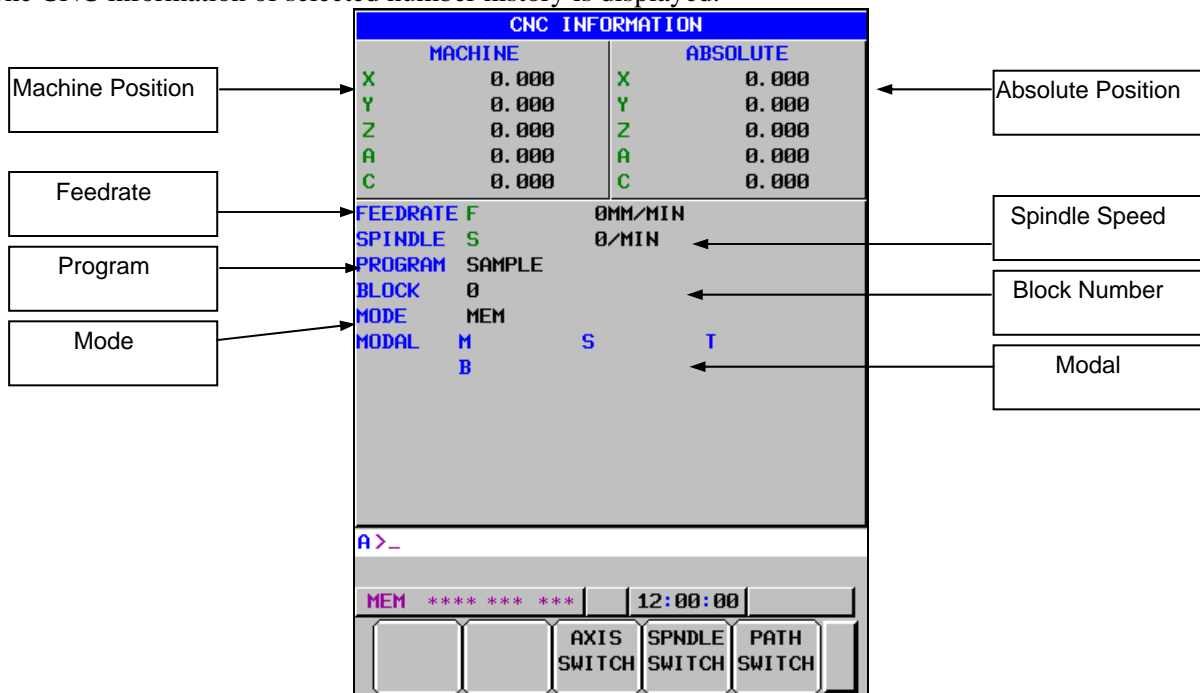 The CNC information of selected number history is displayed.
CNC INFORMATION
MACHINE ABSOLUTE
X 0.000 X 0.000
Y 0.000 Y 0.000
Z 0.000 Z 0.000
A 0.000 A 0.000
C 0.000 C 0.000
FEEDRATE F 0MM/MIN
SPINDLE S 0/MIN
PROGRAM SAMPLE
BLOCK 0
MODE MEM
MODAL M S T
B
A>_
MEM **** *** *** 12:00:00
AXIS SWITCH
SPNDLE SWITCH
PATH SWITCH
Machine Position
Feedrate
Program
Mode
Absolute Position
Spindle Speed
Block Number
Modal